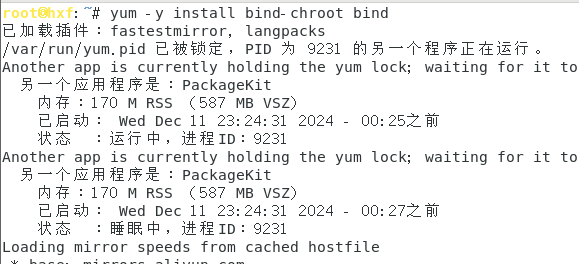 root@hxf:~# yum -y install bind-chroot bind
已加载插件：fastestmirror, langpacks
/var/run/yum.pid 已被锁定，PID 为 9231 的另一个程序正在运行。
Another app is currently holding the yum lock; waiting for it to
另一个应用程序是：PackageKit
内存：170 M RSS （587 MB VSZ）
已启动： Wed Dec 11 23:24:31 2024 - 00:25之前
状态  ：运行中，进程ID：9231
Another app is currently holding the yum lock; waiting for it to
另一个应用程序是：PackageKit
内存：170 M RSS （587 MB VSZ）
已启动： Wed Dec 11 23:24:31 2024 - 00:27之前
状态  ：睡眠中，进程ID：9231
Loading mirror speeds from cached hostfile
* base: mirrors.aliyun.com